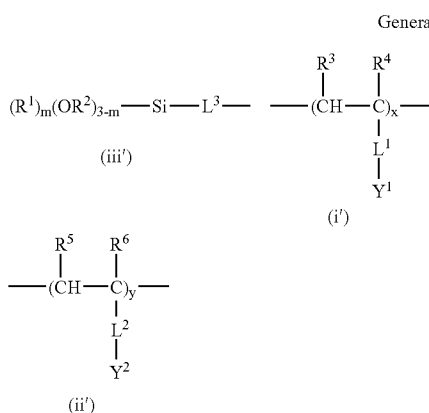 Genera
R³ R⁴
(R¹)ₘ(OR²)₃₋ₘ—Si—L³— —(CH—C)ₓ—
(iii′) L¹
Y¹
(i′)
R⁵ R⁶
—(CH—C)y—
L²
Y²
(ii′)